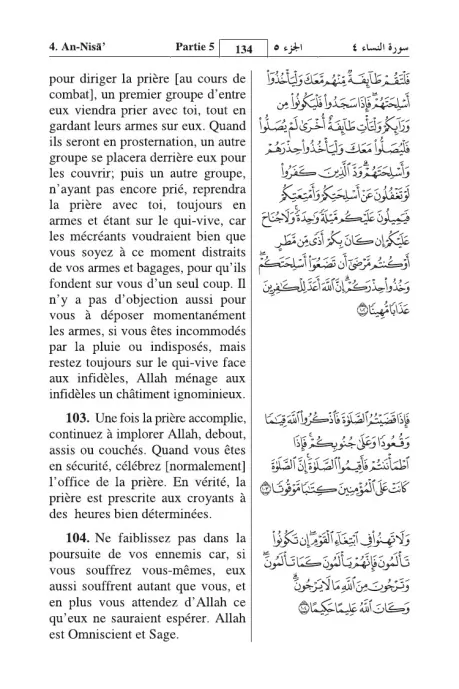 4. An-Nisā’ Partie 5 134 الجزء ٥ سورة النساء ٤
pour diriger la prière [au cours de
combat], un premier groupe d’entre
eux viendra prier avec toi, tout en
gardant leurs armes sur eux. Quand
ils seront en prosternation, un autre
groupe se placera derrière eux pour
les couvrir; puis un autre groupe,
n’ayant pas encore prié, reprendra
la prière avec toi, toujours en
armes et étant sur le qui-vive, car
les mécréants voudraient bien que
vous soyez à ce moment distraits
de vos armes et bagages, pour qu’ils
fondent sur vous d’un seul coup. Il
n’y a pas d’objection aussi pour
vous à déposer momentanément
les armes, si vous êtes incommodés
par la pluie ou indisposés, mais
restez toujours sur le qui-vive face
aux infidèles, Allah ménage aux
infidèles un châtiment ignominieux.
فَلْتَقُمْ طَآئِفَةٌ مِّنْهُم مَّعَكَ وَلْيَأْخُذُوٓا۟
أَسْلِحَتَهُمْ فَإِذَا سَجَدُوا۟ فَلْيَكُونُوا۟ مِن
وَرَآئِكُمْ وَلْتَأْتِ طَآئِفَةٌ أُخْرَىٰ لَمْ يُصَلُّوا۟
فَلْيُصَلُّوا۟ مَعَكَ وَلْيَأْخُذُوا۟ حِذْرَهُمْ
وَأَسْلِحَتَهُمْ وَدَّ ٱلَّذِينَ كَفَرُوا۟
لَوْ تَغْفُلُونَ عَنْ أَسْلِحَتِكُمْ وَأَمْتِعَتِكُمْ
فَيَمِيلُونَ عَلَيْكُم مَّيْلَةً وَٰحِدَةً وَلَا جُنَاحَ
عَلَيْكُمْ إِن كَانَ بِكُمْ أَذًى مِّن مَّطَرٍ
أَوْ كُنتُم مَّرْضَىٰٓ أَن تَضَعُوٓا۟ أَسْلِحَتَكُمْ
وَخُذُوا۟ حِذْرَكُمْ إِنَّ ٱللَّهَ أَعَدَّ لِلْكَٰفِرِينَ
عَذَابًا مُّهِينًا ١٠٢
103. Une fois la prière accomplie,
continuez à implorer Allah, debout,
assis ou couchés. Quand vous êtes
en sécurité, célébrez [normalement]
l’office de la prière. En vérité, la
prière est prescrite aux croyants à
des heures bien déterminées.
فَإِذَا قَضَيْتُمُ ٱلصَّلَوٰةَ فَٱذْكُرُوا۟ ٱللَّهَ قِيَٰمًا
وَقُعُودًا وَعَلَىٰ جُنُوبِكُمْ فَإِذَا
ٱطْمَأْنَنتُمْ فَأَقِيمُوا۟ ٱلصَّلَوٰةَ إِنَّ ٱلصَّلَوٰةَ
كَانَتْ عَلَى ٱلْمُؤْمِنِينَ كِتَٰبًا مَّوْقُوتًا ١٠٣
104. Ne faiblissez pas dans la
poursuite de vos ennemis car, si
vous souffrez vous-mêmes, eux
aussi souffrent autant que vous, et
en plus vous attendez d’Allah ce
qu’eux ne sauraient espérer. Allah
est Omniscient et Sage.
وَلَا تَهِنُوا۟ فِى ٱبْتِغَآءِ ٱلْقَوْمِ إِن تَكُونُوا۟
تَأْلَمُونَ فَإِنَّهُمْ يَأْلَمُونَ كَمَا تَأْلَمُونَ
وَتَرْجُونَ مِنَ ٱللَّهِ مَا لَا يَرْجُونَ
وَكَانَ ٱللَّهُ عَلِيمًا حَكِيمًا ١٠٤